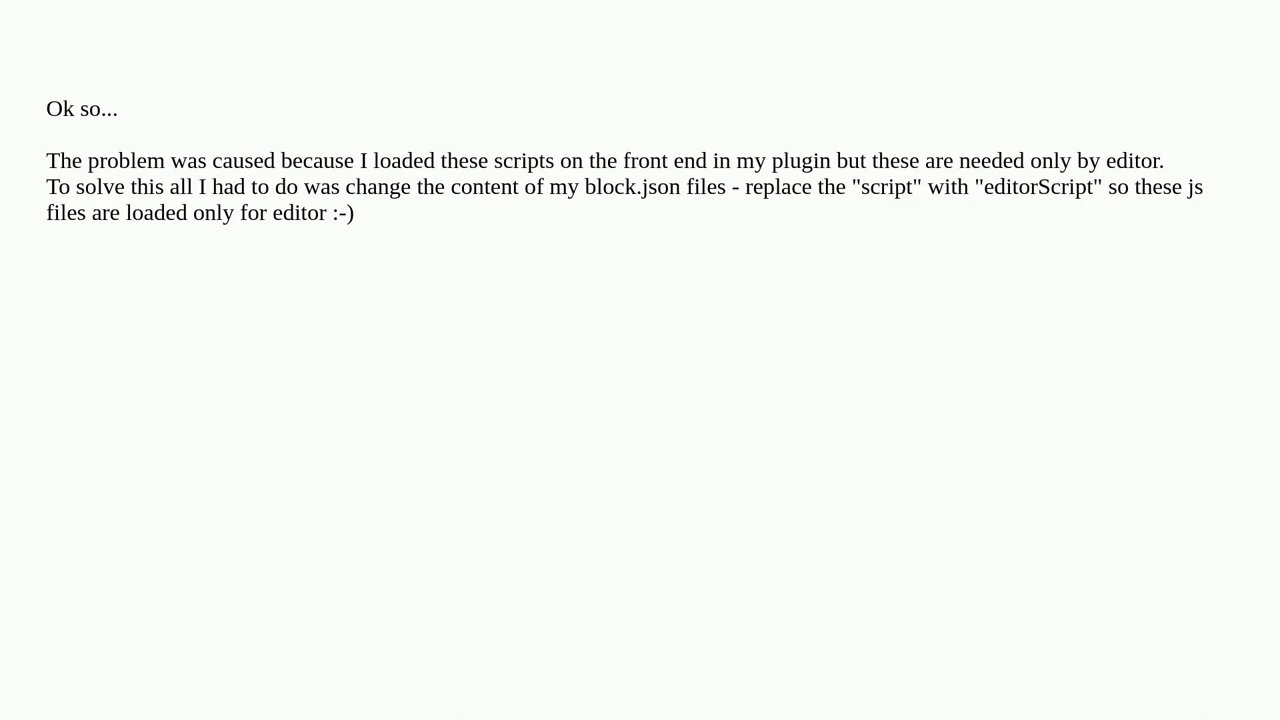 Ok so...
The problem was caused because I loaded these scripts on the front end in my plugin but these are needed only by editor.
To solve this all I had to do was change the content of my block.json files - replace the "script" with "editorScript" so these js
files are loaded only for editor :-)